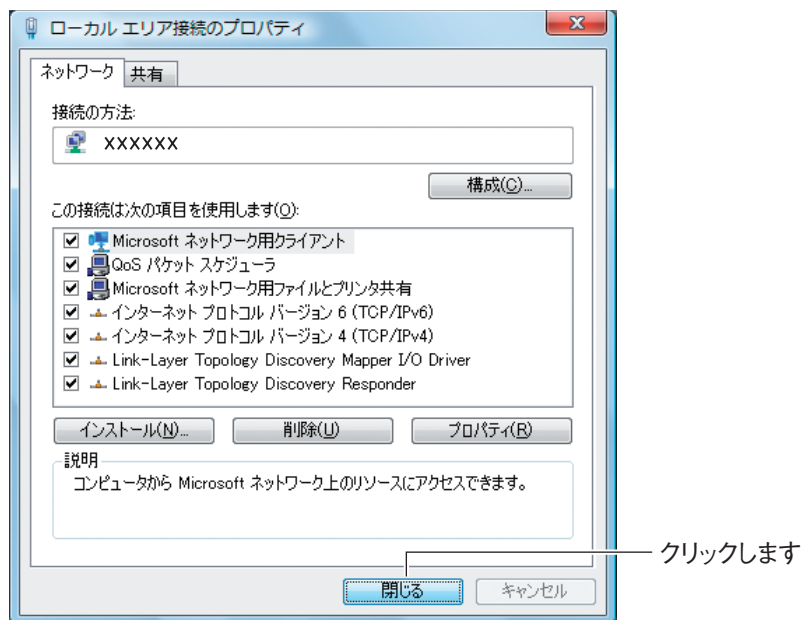 ローカル エリア接続のプロパティ
ネットワーク 共有
接続の方法:
XXXXXX
構成(C)...
この接続は次の項目を使用します(O):
Microsoft ネットワーク用クライアント
QoS パケット スケジューラ
Microsoft ネットワーク用ファイルとプリンタ共有
インターネット プロトコル バージョン 6 (TCP/IPv6)
インターネット プロトコル バージョン 4 (TCP/IPv4)
Link-Layer Topology Discovery Mapper I/O Driver
Link-Layer Topology Discovery Responder
インストール(N)... 削除(U) プロパティ(R)
説明
コンピュータから Microsoft ネットワーク上のリソースにアクセスできます。
クリックします
閉じる キャンセル